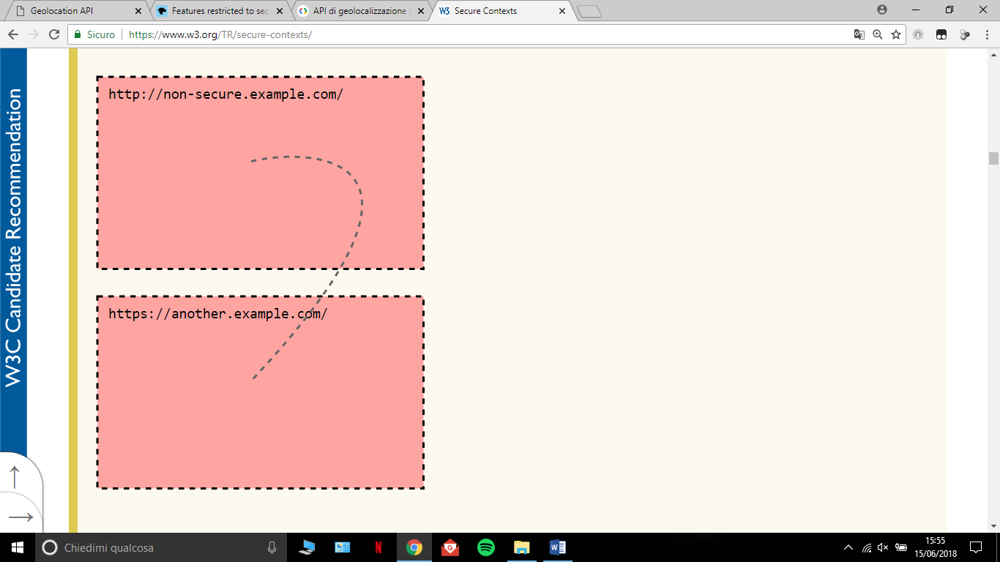 Geolocation API
Features restricted to sec
API di geolocalizzazione
Secure Contexts
Sicuro
https://www.w3.org/TR/secure-contexts/
W3C Candidate Recommendation
http://non-secure.example.com/
https://another.example.com/
Chiedimi qualcosa
15:55
15/06/2018